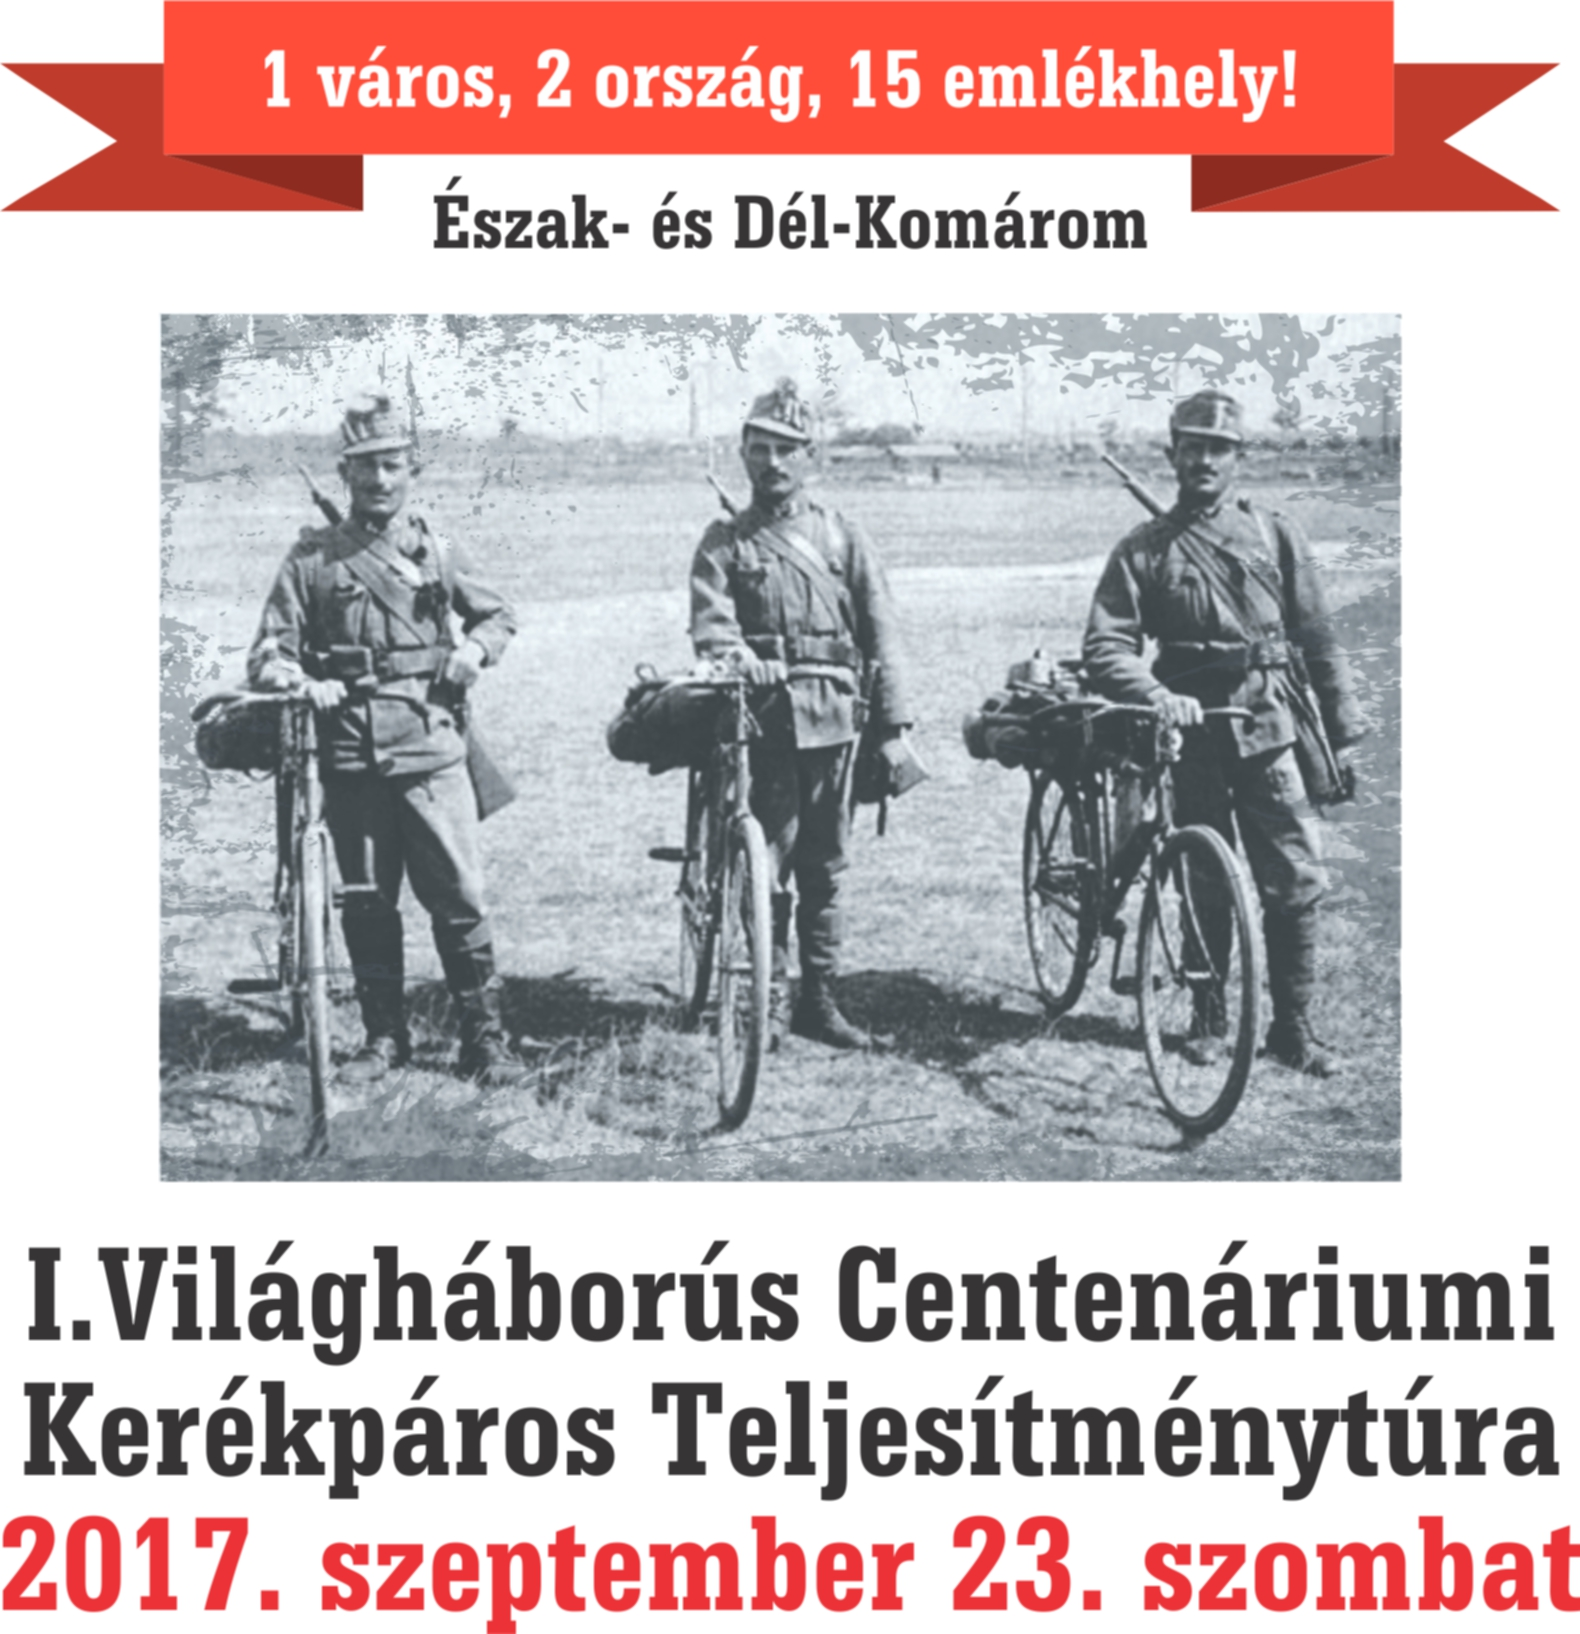 1 város, 2 ország, 15 emlékhely!
Észak- és Dél-Komárom
I.Világháborús Centenáriumi
Kerékpáros Teljesítménytúra
2017. szeptember 23. szombat